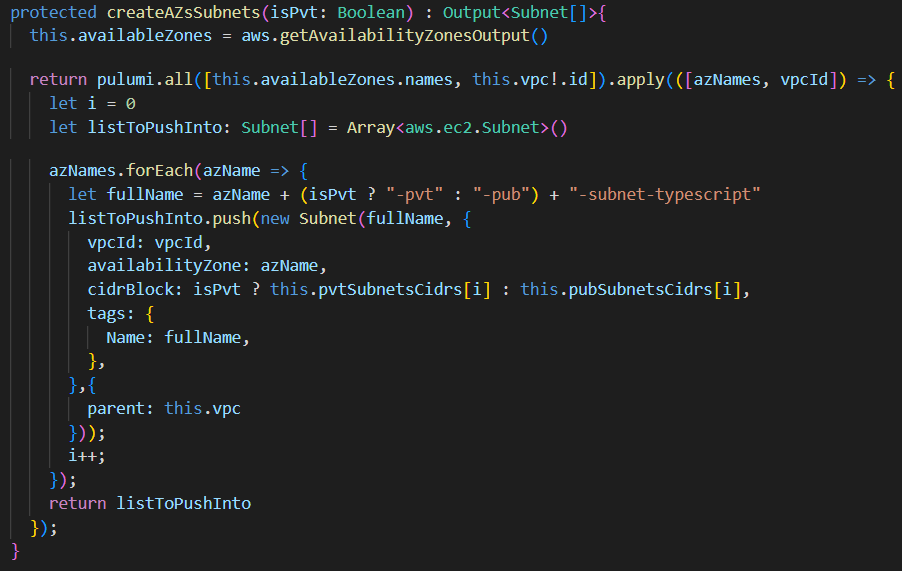 protected createAZsSubnets(isPvt: Boolean) : Output<Subnet[]>{
  this.availableZones = aws.getAvailabilityZonesOutput()

  return pulumi.all([this.availableZones.names, this.vpc!.id]).apply(([azNames, vpcId]) => {
    let i = 0
    let listToPushInto: Subnet[] = Array<aws.ec2.Subnet>()

    azNames.forEach(azName => {
      let fullName = azName + (isPvt ? "-pvt" : "-pub") + "-subnet-typescript"
      listToPushInto.push(new Subnet(fullName, {
        vpcId: vpcId,
        availabilityZone: azName,
        cidrBlock: isPvt ? this.pvtSubnetsCidrs[i] : this.pubSubnetsCidrs[i],
        tags: {
          Name: fullName,
        },
      },{
        parent: this.vpc
      }));
      i++;
    });
    return listToPushInto
  });
}